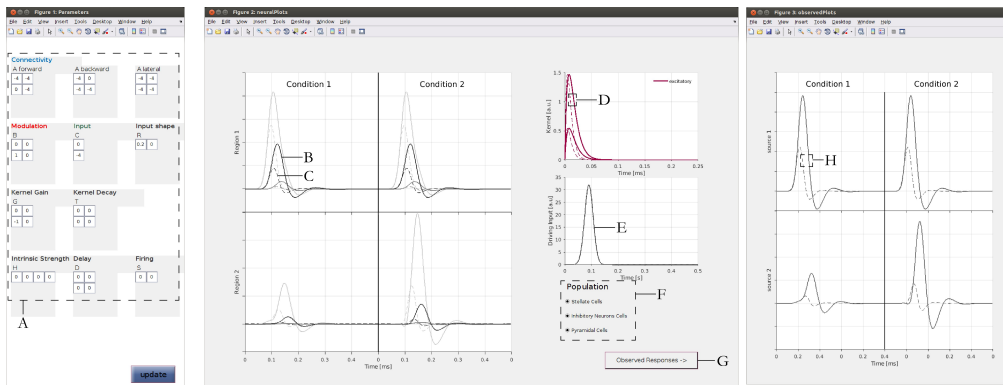 Figure 1: Parameters
File Edit View Insert Tools Desktop Window Help
Connectivity
A forward A backward A lateral
-4 -4 -4 0 -4 -4
0 -4 -4 -4 -4 -4
Modulation Input Input shape
B C R
0 0 0 0.2 0
1 0 -4
Kernel Gain Kernel Decay
G T
0 0 0 0
-1 0 0 0
Intrinsic Strength Delay Firing
H D S
0 0 0 0 0 0 0 0
0 0
A
update
Figure 2: neuralPlots
File Edit View Insert Tools Desktop Window Help
Condition 1 Condition 2
Region 1
B
C
Region 2
0 0.1 0.2 0.3 0.4 0 0.1 0.2 0.3 0.4 0.5
Time [ms]
1.5
1
0.5
0
Kernel [a.u.]
excitatory
D
0 0.05 0.1 0.15 0.2 0.25
Time [ms]
35
30
25
20
15
10
5
0
Driving Input [a.u]
E
0 0.1 0.2 0.3 0.4 0.5
Time [s]
Population
Stellate Cells
Inhibitory Neurons Cells
Pyramidal Cells
F
Observed Responses ->
G
Figure 3: observedPlots
File Edit View Insert Tools Desktop Window Help
Condition 1 Condition 2
source 1
H
source 2
Time [ms]